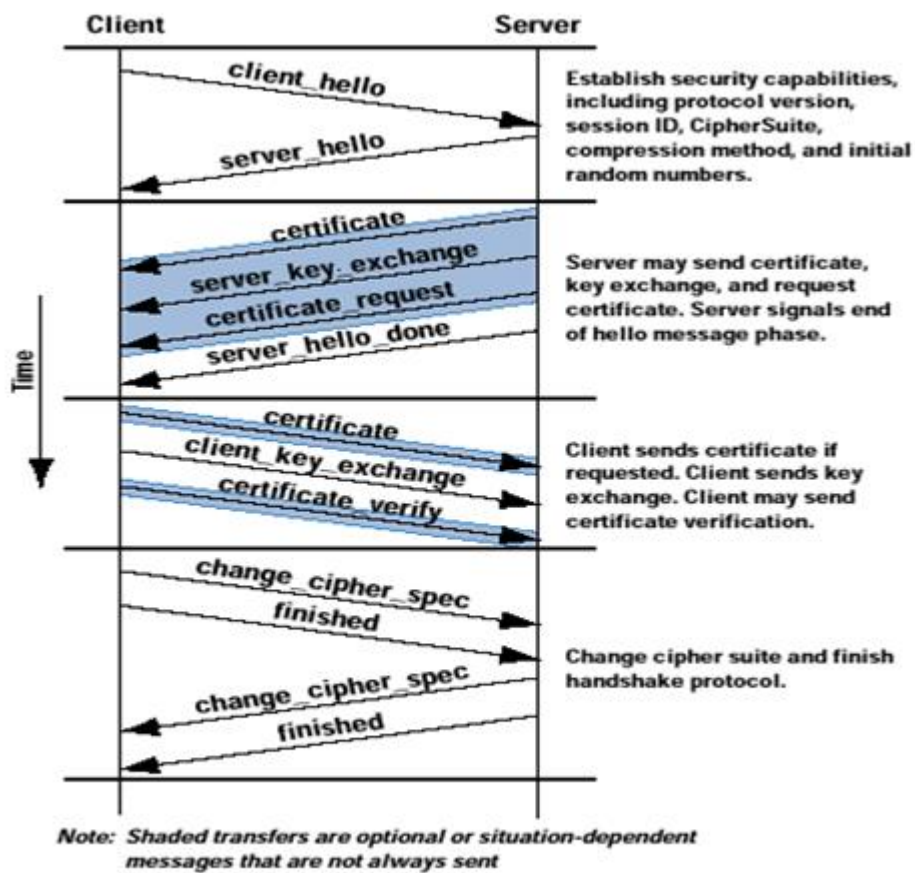 Client
Server
client_hello
server_hello
Establish security capabilities,
including protocol version,
session ID, CipherSuite,
compression method, and initial
random numbers.
certificate
server_key_exchange
certificate_request
server_hello_done
Server may send certificate,
key exchange, and request
certificate. Server signals end
of hello message phase.
Time
certificate
client_key_exchange
certificate_verify
Client sends certificate if
requested. Client sends key
exchange. Client may send
certificate verification.
change_cipher_spec
finished
change_cipher_spec
finished
Change cipher suite and finish
handshake protocol.
Note: Shaded transfers are optional or situation-dependent
messages that are not always sent